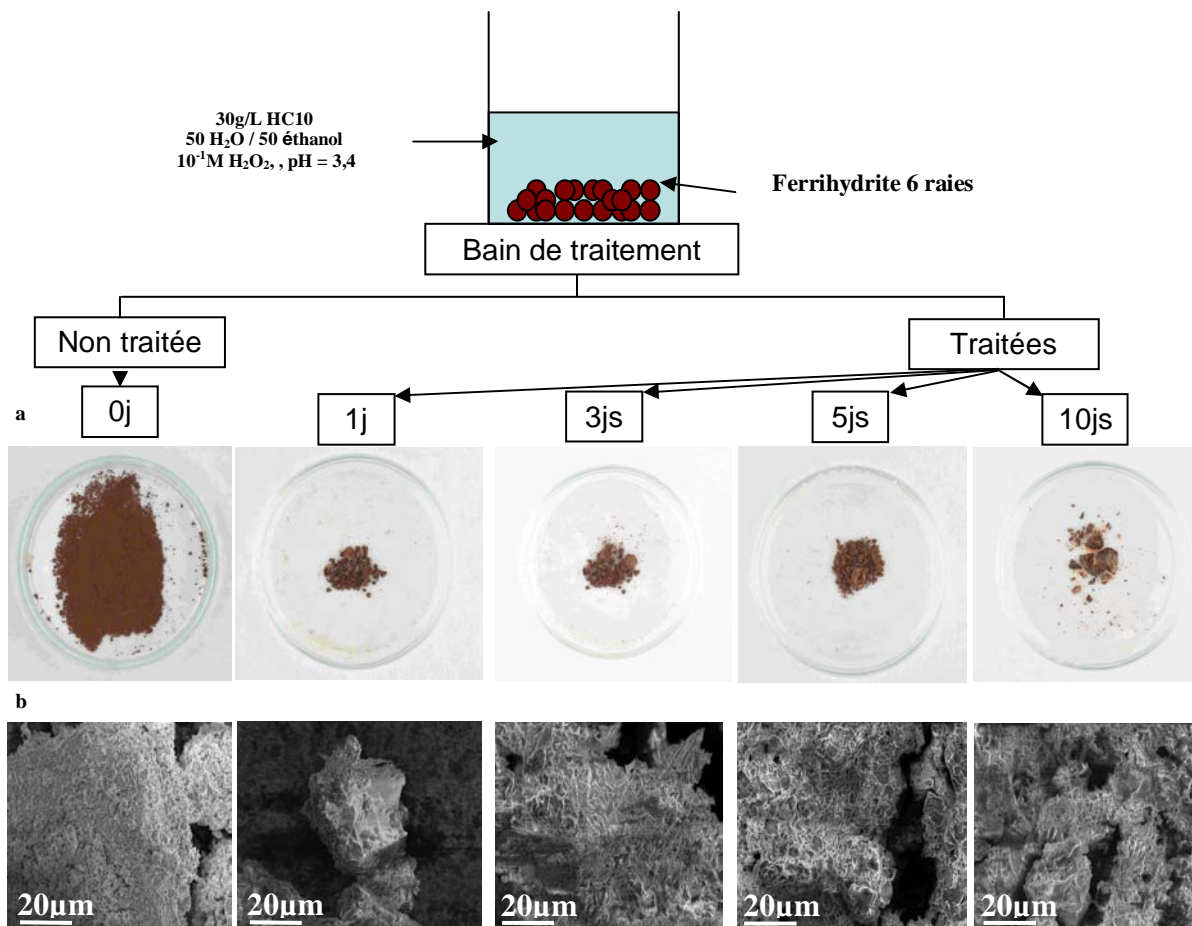 30g/L HC10
50 H₂O / 50 éthanol
10⁻¹M H₂O₂, , pH = 3,4
Ferrihydrite 6 raies
Bain de traitement
Non traitée
Traitées
a
0j
1j
3js
5js
10js
b
20µm
20µm
20µm
20µm
20µm